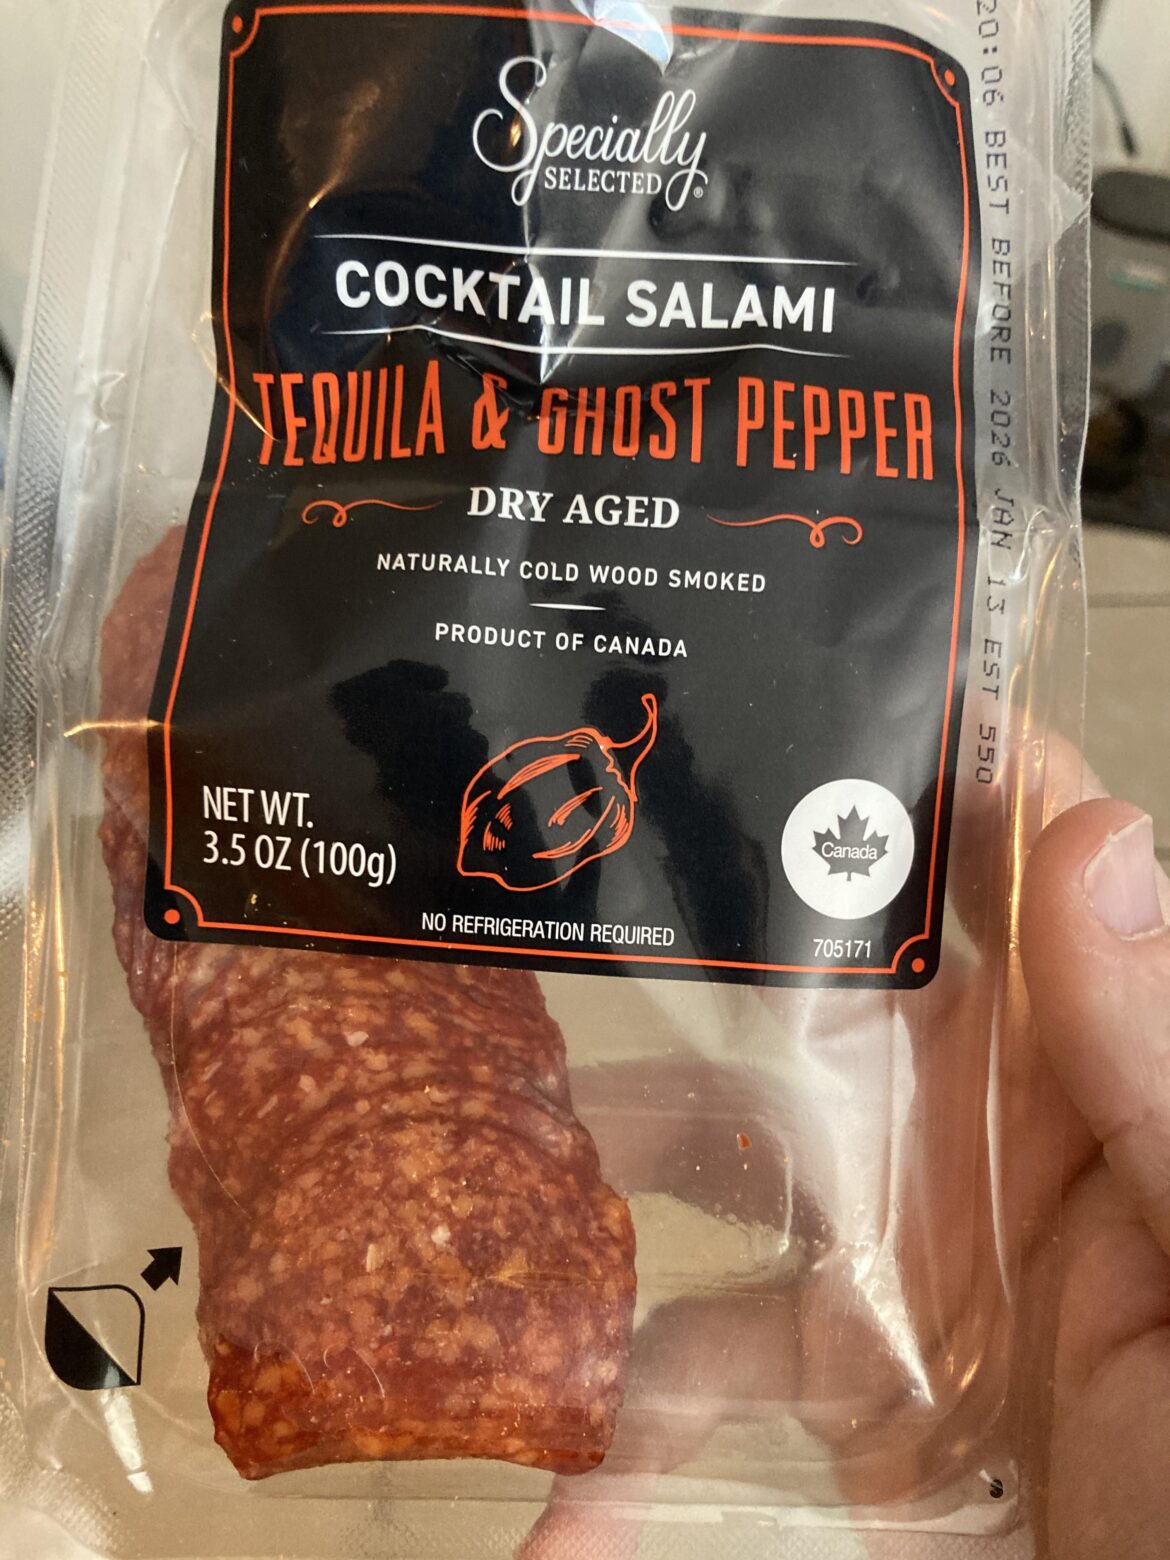 Specially
SELECTED®
COCKTAIL SALAMI
TEQUILA & GHOST PEPPER
DRY AGED
NATURALLY COLD WOOD SMOKED
PRODUCT OF CANADA
NET WT.
3.5 OZ (100g)
Canada
NO REFRIGERATION REQUIRED
705171
20:06 BEST BEFORE 2026 JAN 13 EST 550